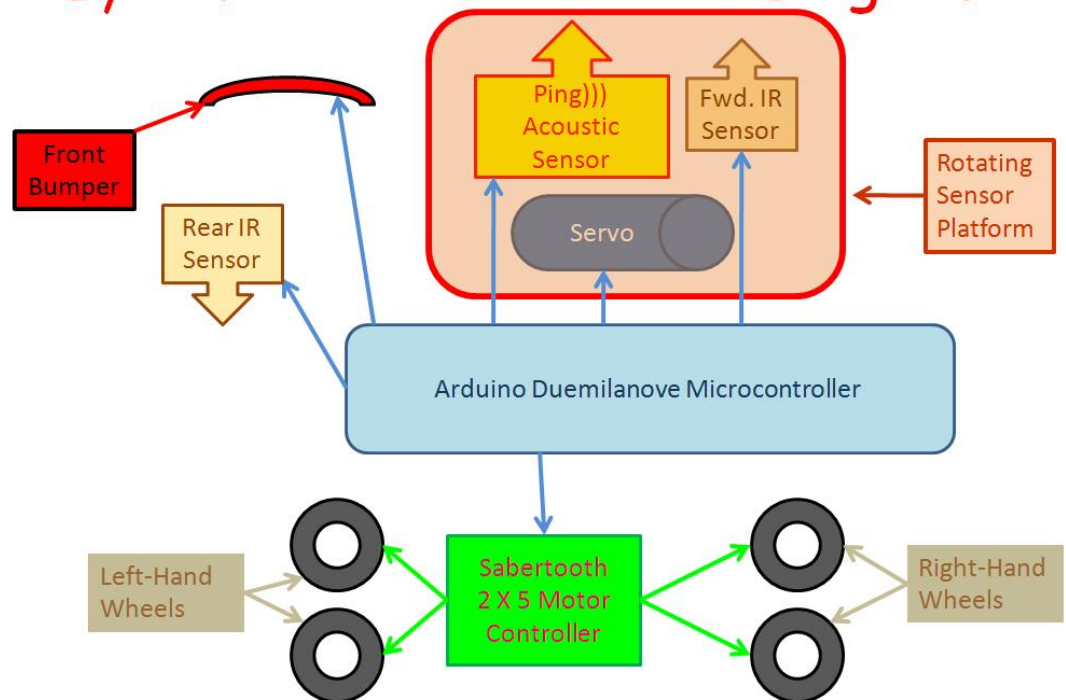 Ping)))
Acoustic
Sensor
Fwd. IR
Sensor
Front
Bumper
Rotating
Sensor
Platform
Rear IR
Sensor
Servo
Arduino Duemilanove Microcontroller
Left-Hand
Wheels
Sabertooth
2 X 5 Motor
Controller
Right-Hand
Wheels